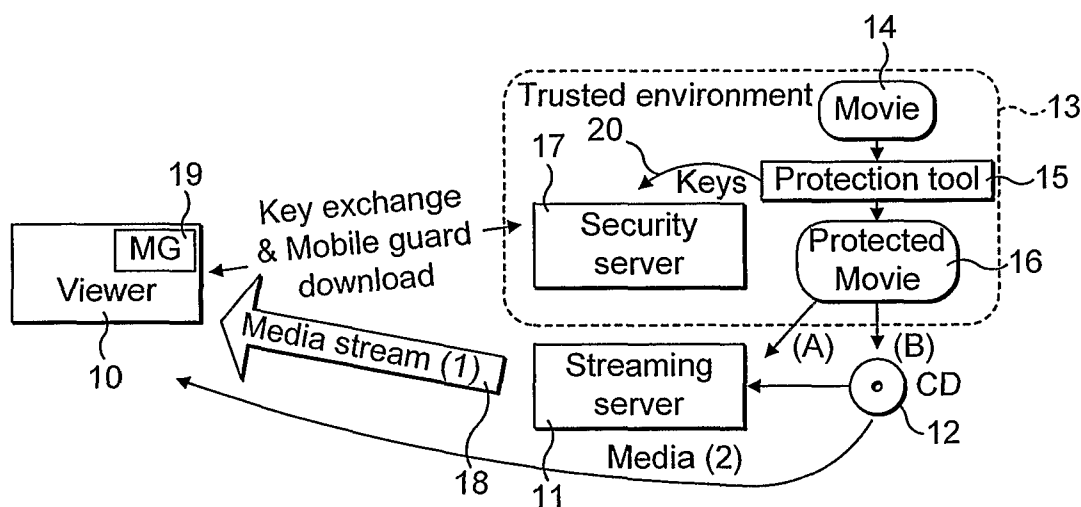 14
Trusted environment
Movie
13
20
17
Keys
Protection tool
15
19
Key exchange
& Mobile guard
download
MG
Viewer
Security
server
Protected
Movie
16
10
Media stream (1)
(A)
(B)
Streaming
server
CD
12
18
11
Media (2)